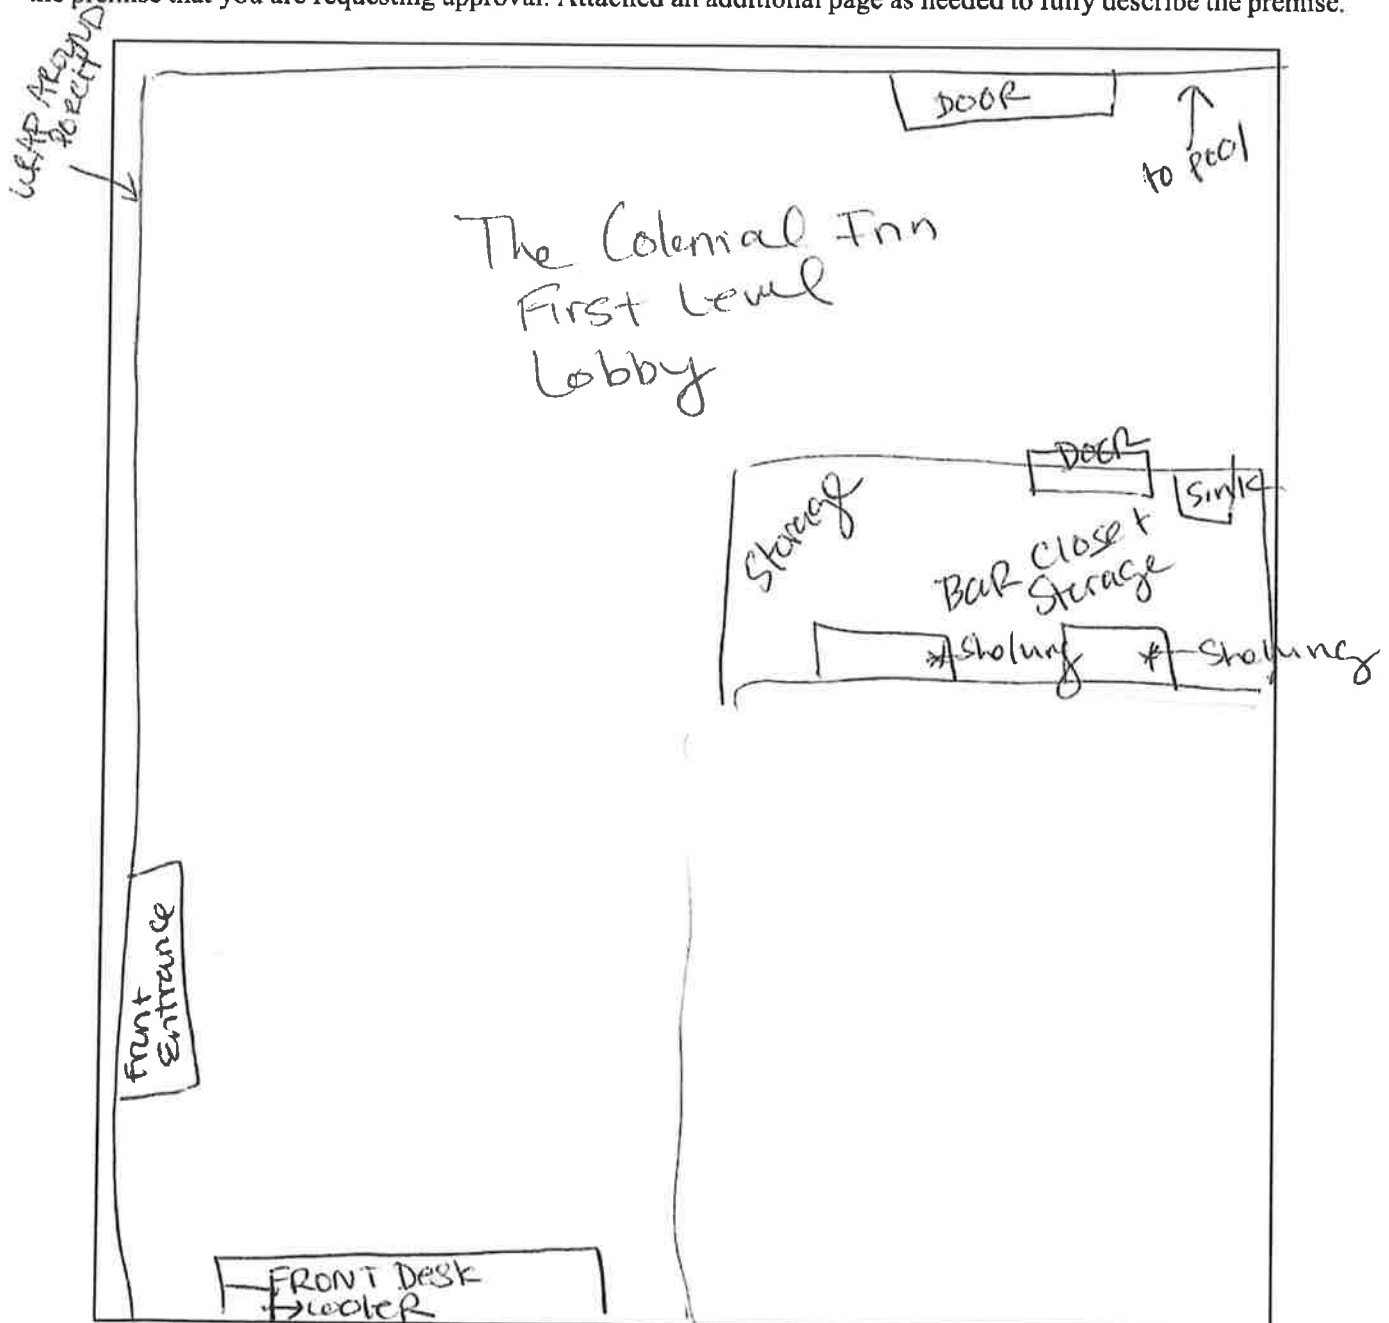 the premise that you are requesting approval. Attached an additional page as needed to fully describe the premise.
WRAP AROUND
PORCH
DOOR
to pool
The Colonial Inn
First Level
Lobby
DOOR
Sink
Storage
BAR Closet
Storage
*Shelving
*Shelving
Front
Entrance
FRONT Desk
→COOLER